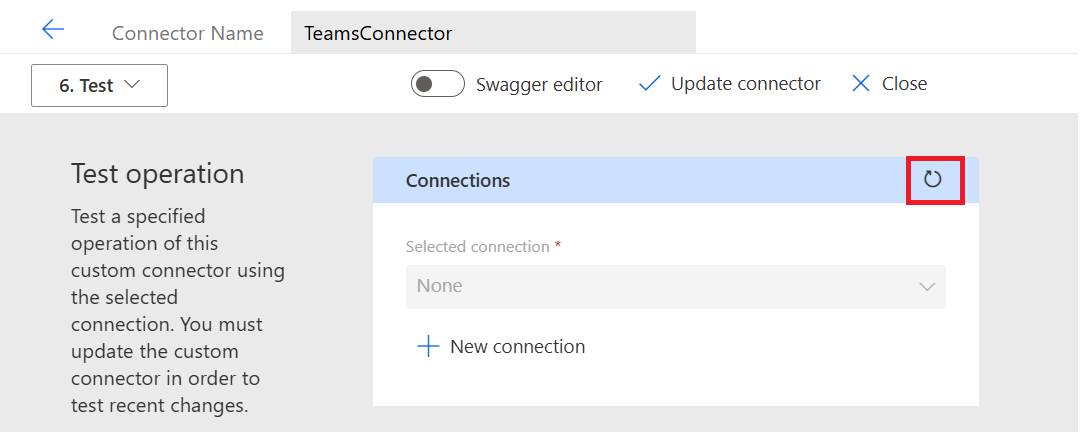 Connector Name
TeamsConnector
6. Test
Swagger editor
Update connector
Close
Test operation
Test a specified
operation of this
custom connector using
the selected
connection. You must
update the custom
connector in order to
test recent changes.
Connections
Selected connection *
None
New connection